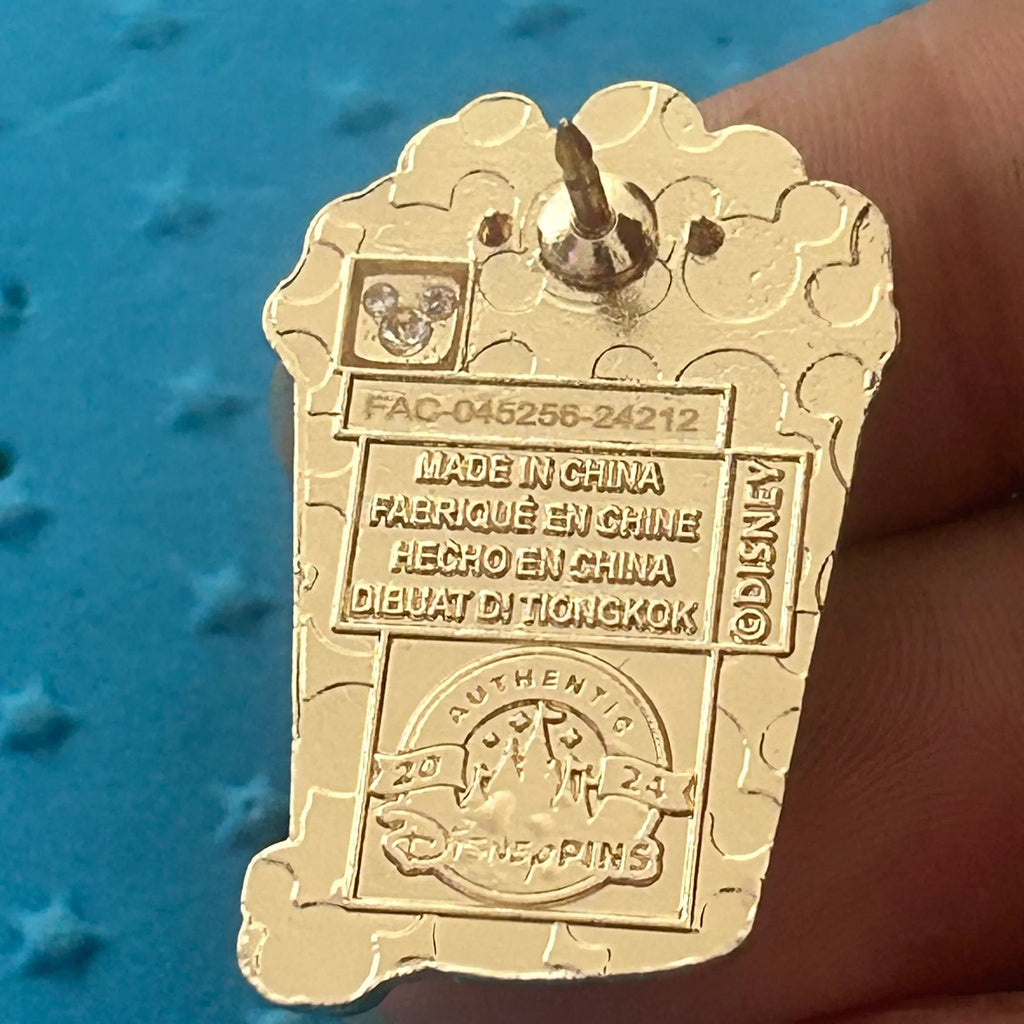 FAC-045256-24212
MADE IN CHINA
FABRIQUÉ EN CHINE
HECHO EN CHINA
DIBUAT DI TIONGKOK
©DISNEY
AUTHENTIC
20 24
DISNEY PINS